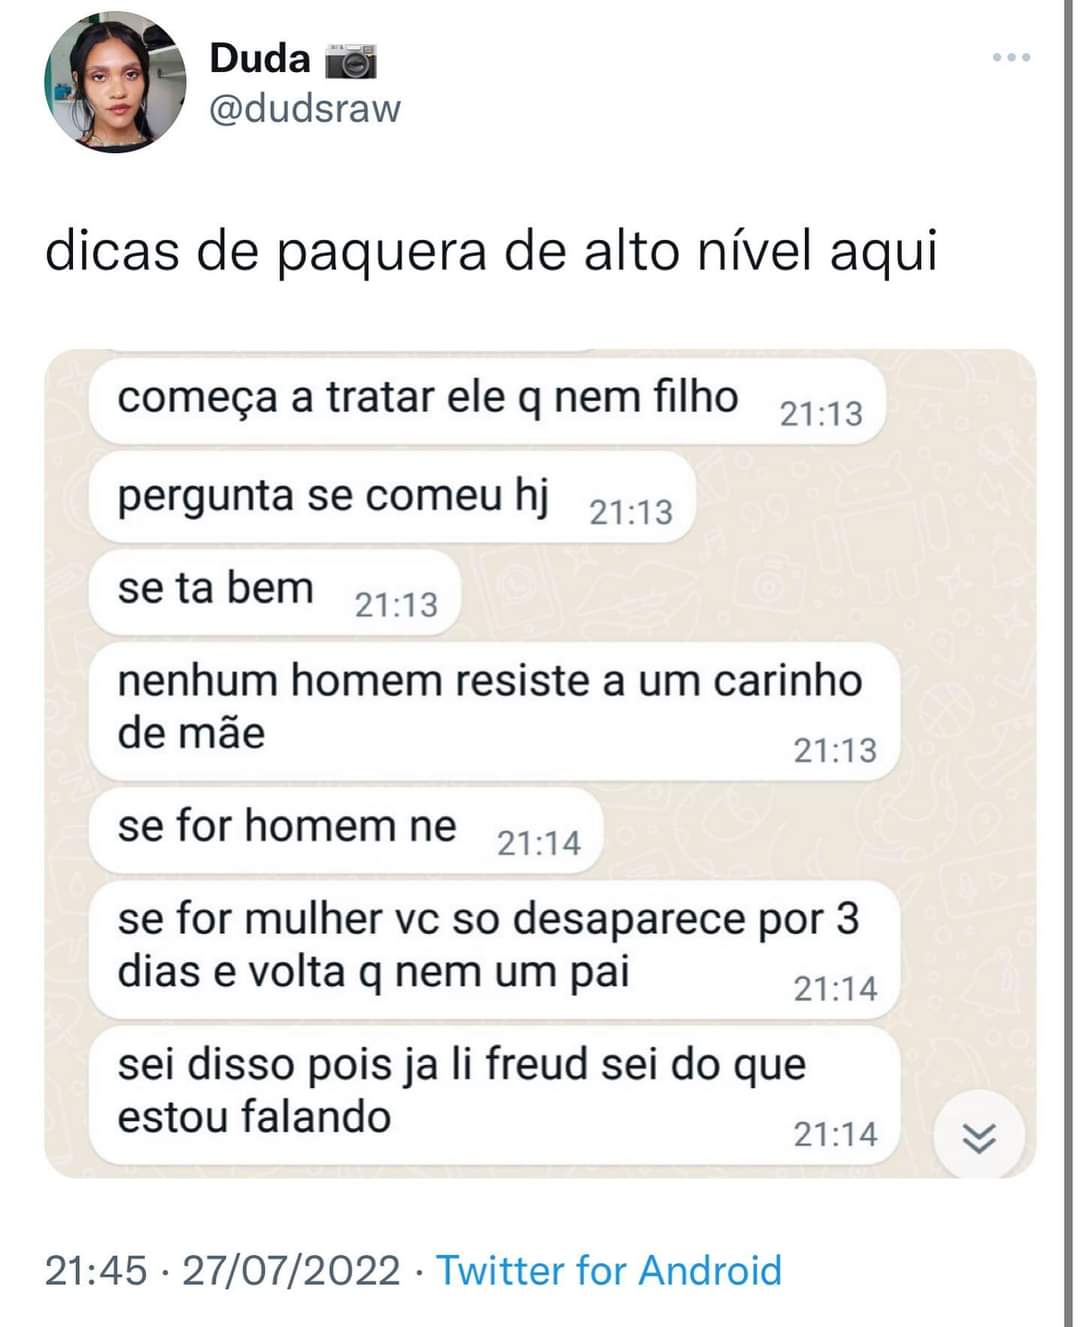 Duda 📷
@dudsraw
dicas de paquera de alto nível aqui
começa a tratar ele q nem filho 21:13
pergunta se comeu hj 21:13
se ta bem 21:13
nenhum homem resiste a um carinho
de mãe 21:13
se for homem ne 21:14
se for mulher vc so desaparece por 3
dias e volta q nem um pai 21:14
sei disso pois ja li freud sei do que
estou falando 21:14
21:45 · 27/07/2022 · Twitter for Android